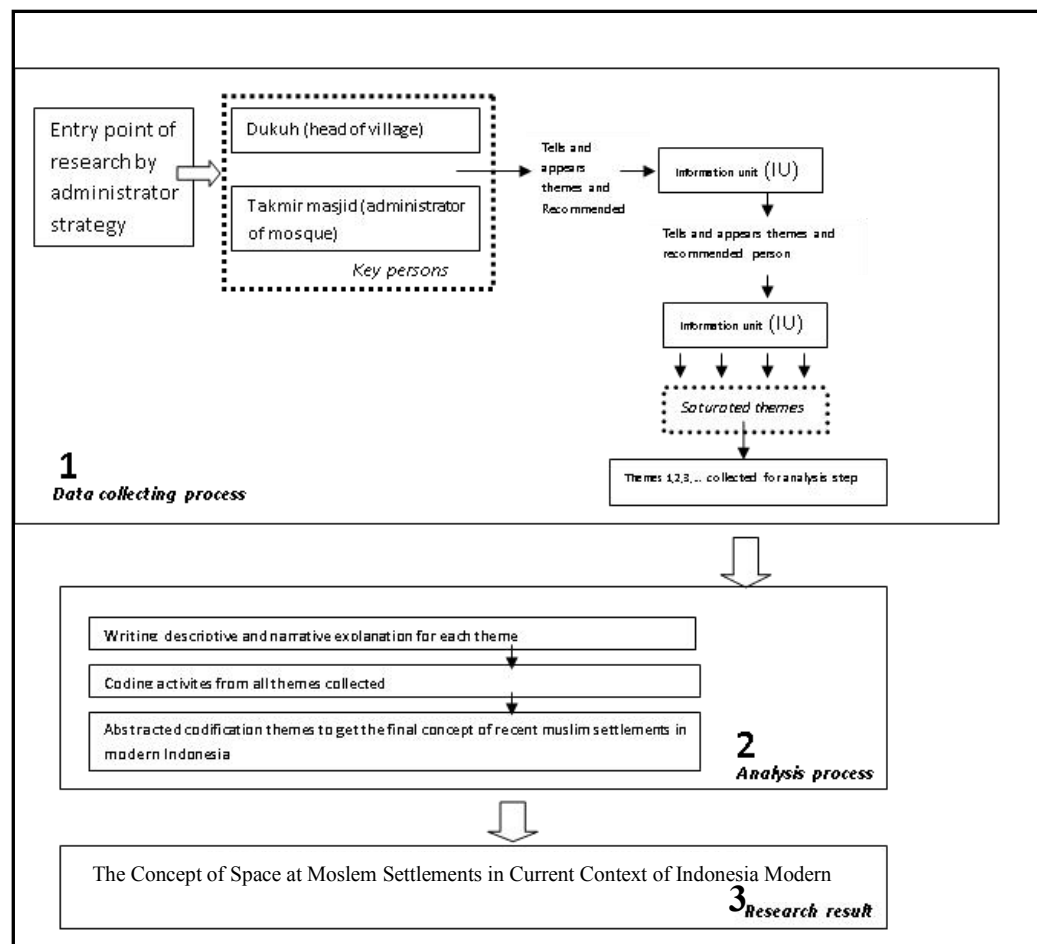 Entry point of
research by
administrator
strategy
Dukuh (head of village)
Takmir masjid (administrator
of mosque)
Key persons
Tells and
appears
themes and
Recommended
Information unit (IU)
Tells and appears themes and
recommended person
Information unit (IU)
Saturated themes
Themes 1,2,3,... collected for analysis step
1
Data collecting process
Writing: descriptive and narrative explanation for each theme
Coding: activites from all themes collected
Abstracted codification themes to get the final concept of recent muslim settlements in
modern Indonesia
2
Analysis process
The Concept of Space at Moslem Settlements in Current Context of Indonesia Modern
3
Research result